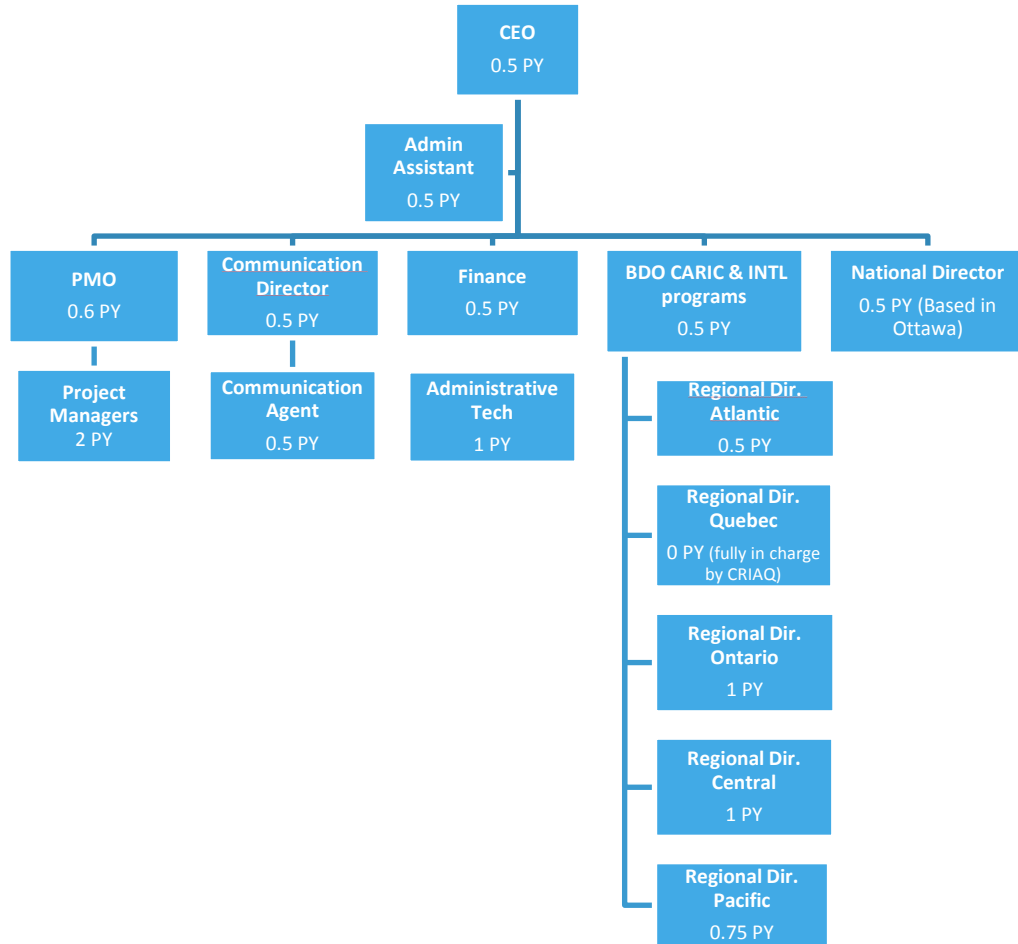 CEO
0.5 PY
Admin
Assistant
0.5 PY
PMO
0.6 PY
Communication
Director
0.5 PY
Finance
0.5 PY
BDO CARIC & INTL
programs
0.5 PY
National Director
0.5 PY (Based in
Ottawa)
Project
Managers
2 PY
Communication
Agent
0.5 PY
Administrative
Tech
1 PY
Regional Dir.
Atlantic
0.5 PY
Regional Dir.
Quebec
0 PY (fully in charge
by CRIAQ)
Regional Dir.
Ontario
1 PY
Regional Dir.
Central
1 PY
Regional Dir.
Pacific
0.75 PY